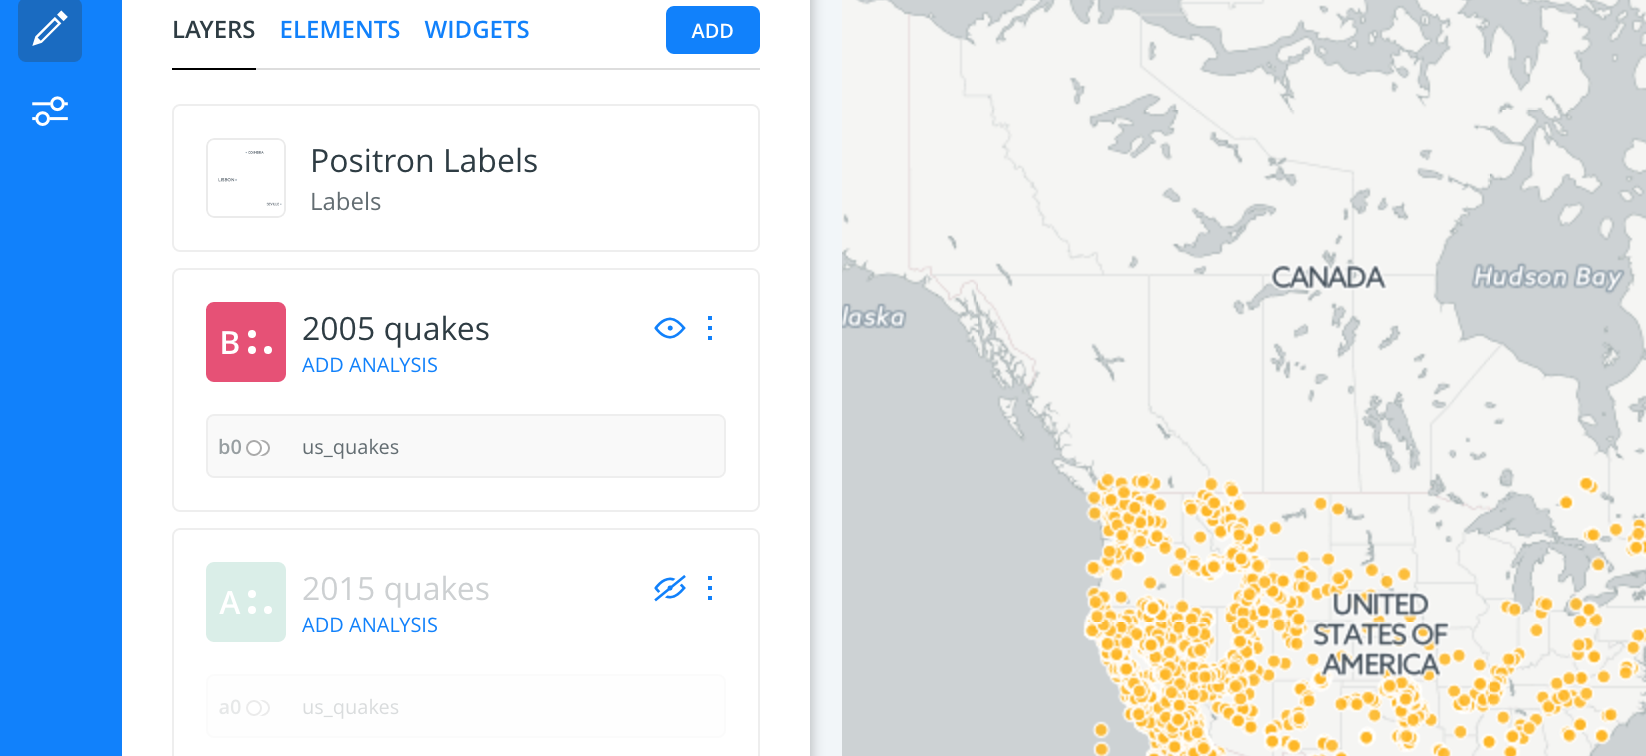 LAYERS ELEMENTS WIDGETS ADD
Positron Labels
Labels
LISBON
B
2005 quakes
ADD ANALYSIS
b0 us_quakes
A
2015 quakes
ADD ANALYSIS
a0 us_quakes
CANADA
Hudson Bay
laska
UNITED
STATES OF
AMERICA